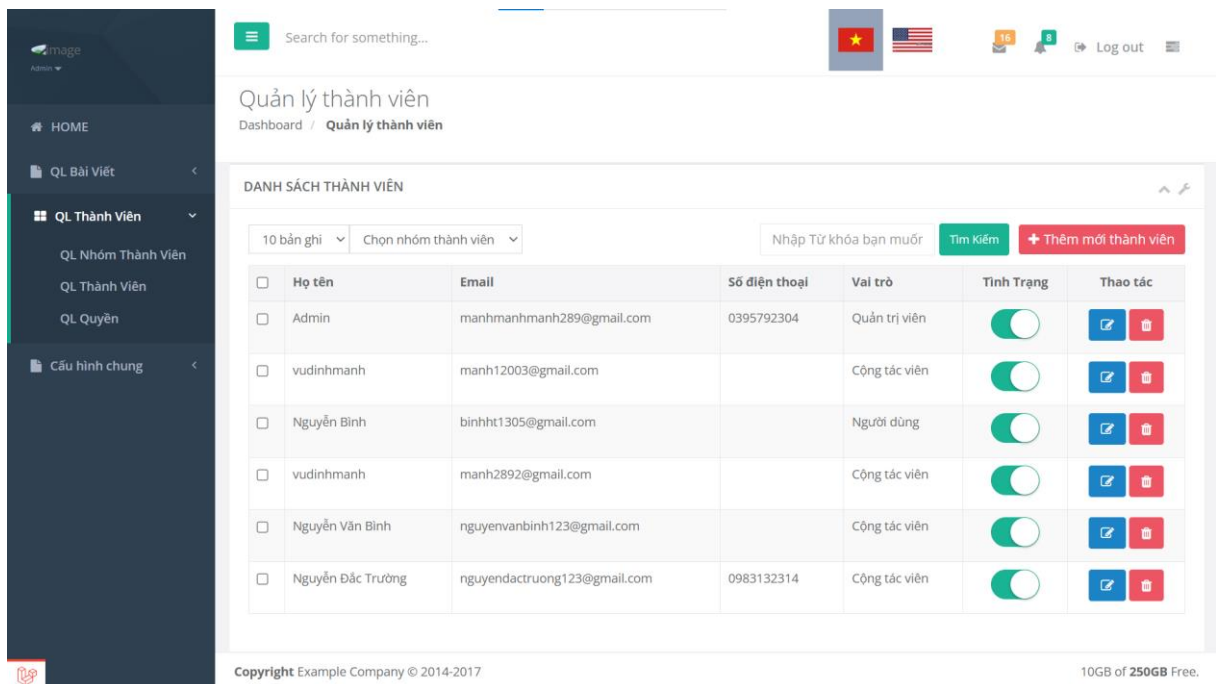 image
Admin
HOME
QL Bài Viết
QL Thành Viên
QL Nhóm Thành Viên
QL Thành Viên
QL Quyền
Cấu hình chung
Search for something...
16
8
Log out
Quản lý thành viên
Dashboard / Quản lý thành viên
DANH SÁCH THÀNH VIÊN
10 bản ghi Chọn nhóm thành viên Nhập Từ khóa bạn muốr Tìm Kiếm Thêm mới thành viên
Họ tên Email Số điện thoại Vai trò Tình Trạng Thao tác
Admin manhmanhmanh289@gmail.com 0395792304 Quản trị viên
vudinhmanh manh12003@gmail.com Cộng tác viên
Nguyễn Bình binhht1305@gmail.com Người dùng
vudinhmanh manh2892@gmail.com Cộng tác viên
Nguyễn Văn Bình nguyenvanbinh123@gmail.com Cộng tác viên
Nguyễn Đắc Trường nguyendactruong123@gmail.com 0983132314 Cộng tác viên
Copyright Example Company © 2014-2017
10GB of 250GB Free.